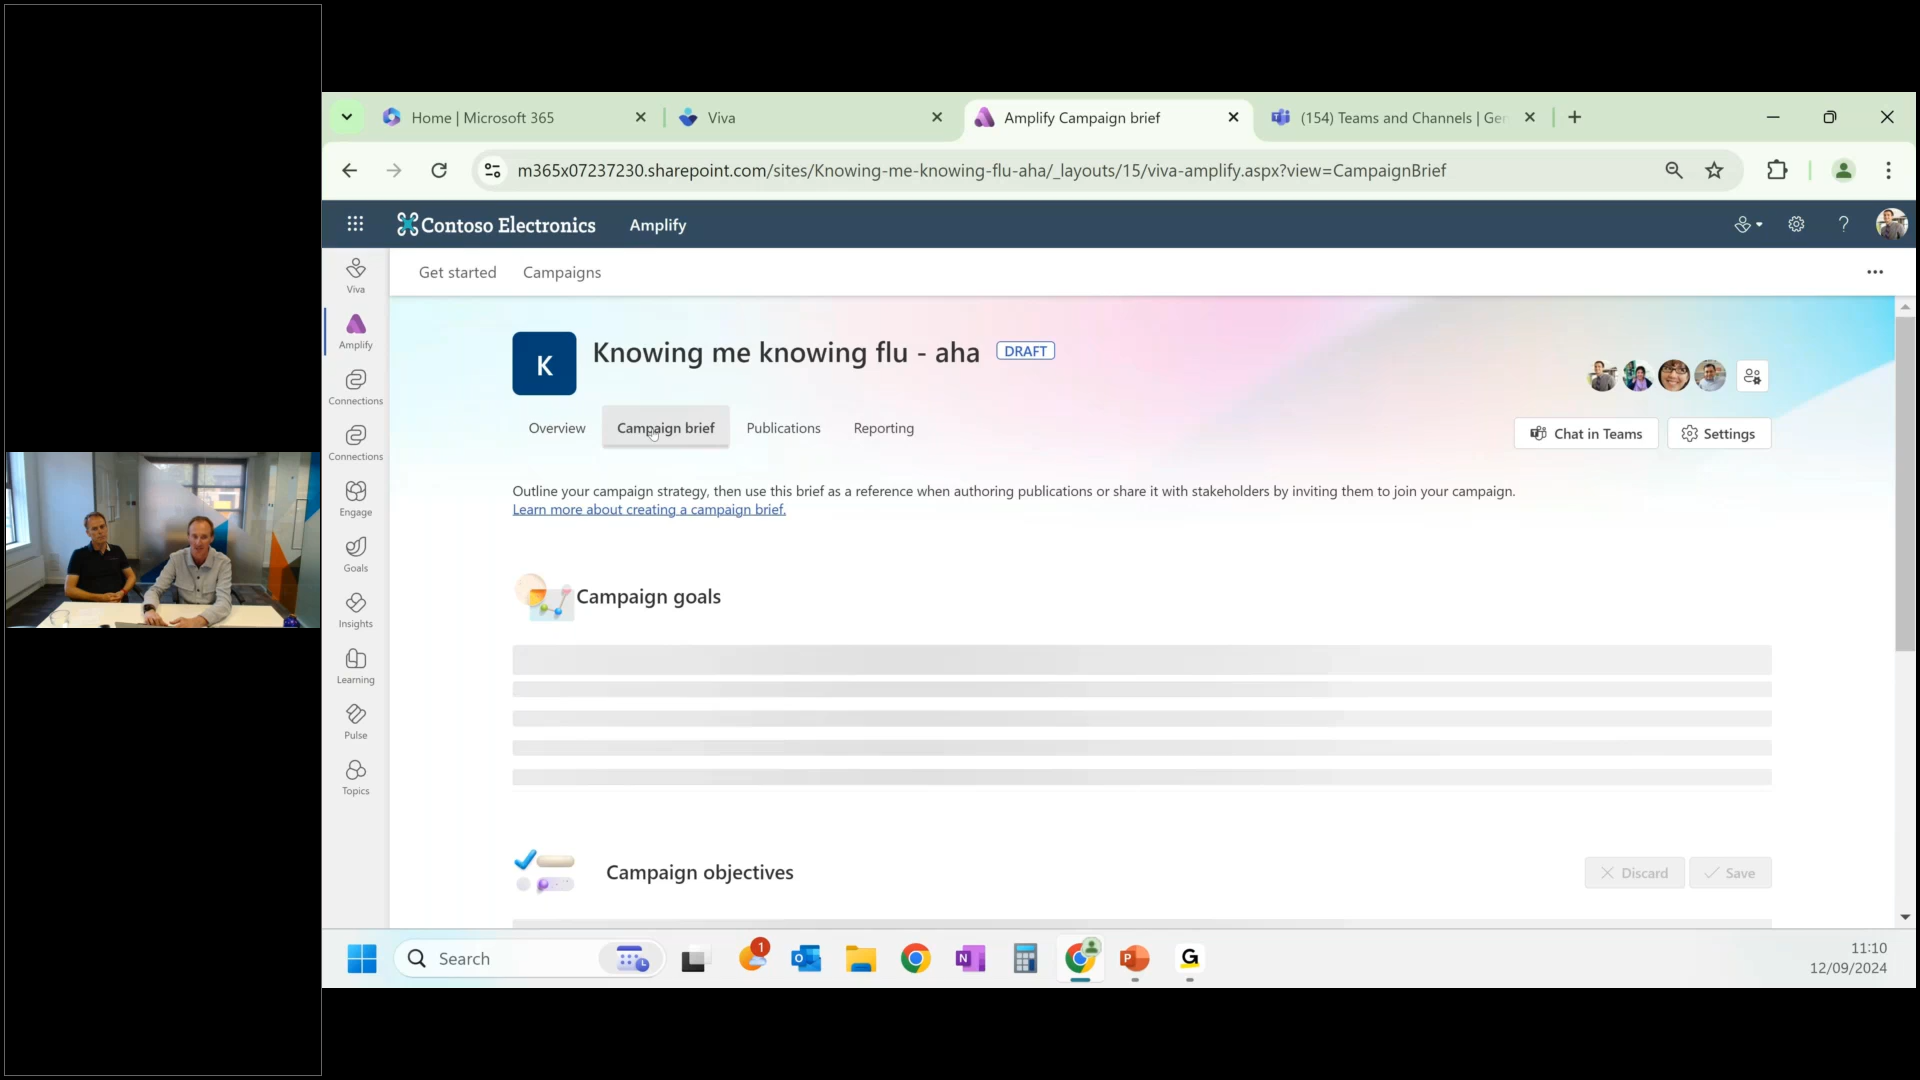 Home | Microsoft 365
Viva
Amplify Campaign brief
(154) Teams and Channels | Ger
m365x07237230.sharepoint.com/sites/Knowing-me-knowing-flu-aha/_layouts/15/viva-amplify.aspx?view=CampaignBrief
Contoso Electronics
Amplify
Get started
Campaigns
Viva
Amplify
Connections
Connections
Engage
Goals
Insights
Learning
Pulse
Topics
K
Knowing me knowing flu - aha
DRAFT
Overview
Campaign brief
Publications
Reporting
Chat in Teams
Settings
Outline your campaign strategy, then use this brief as a reference when authoring publications or share it with stakeholders by inviting them to join your campaign.
Learn more about creating a campaign brief.
Campaign goals
Campaign objectives
Discard
Save
Search
1
11:10
12/09/2024